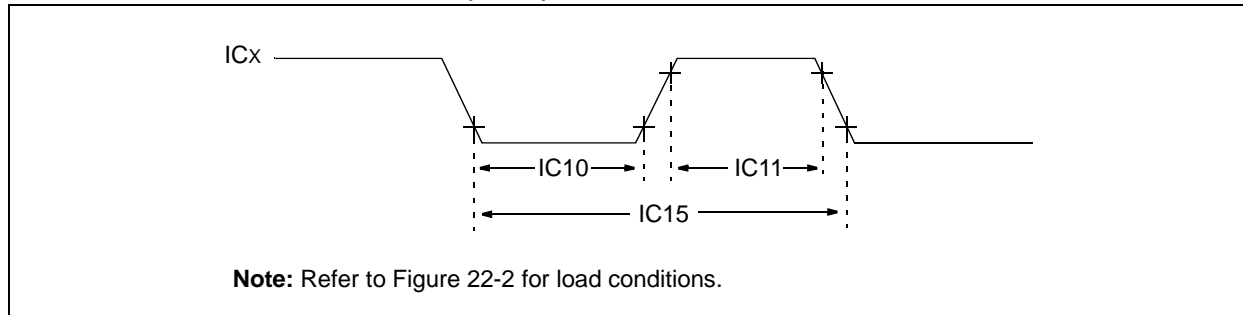 ICx
IC10
IC11
IC15
Note: Refer to Figure 22-2 for load conditions.